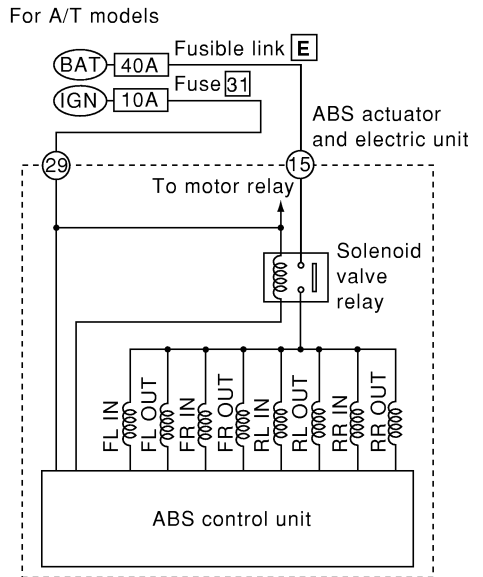 For A/T models
BAT 40A Fusible link E
IGN 10A Fuse 31
ABS actuator
and electric unit
29
15
To motor relay
Solenoid
valve
relay
FL IN
FL OUT
FR IN
FR OUT
RL IN
RL OUT
RR IN
RR OUT
ABS control unit